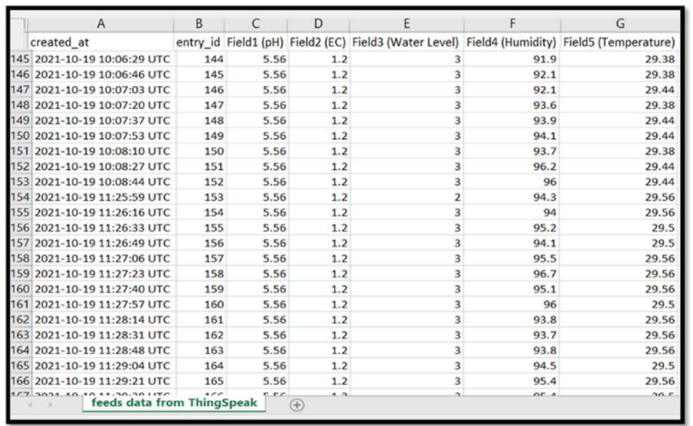 A B C D E F G
created_at entry_id Field1 (pH) Field2 (EC) Field3 (Water Level) Field4 (Humidity) Field5 (Temperature)
145 2021-10-19 10:06:29 UTC 144 5.56 1.2 3 91.9 29.38
146 2021-10-19 10:06:46 UTC 145 5.56 1.2 3 92.1 29.38
147 2021-10-19 10:07:03 UTC 146 5.56 1.2 3 92.1 29.44
148 2021-10-19 10:07:20 UTC 147 5.56 1.2 3 93.6 29.38
149 2021-10-19 10:07:37 UTC 148 5.56 1.2 3 93.9 29.44
150 2021-10-19 10:07:53 UTC 149 5.56 1.2 3 94.1 29.44
151 2021-10-19 10:08:10 UTC 150 5.56 1.2 3 93.7 29.38
152 2021-10-19 10:08:27 UTC 151 5.56 1.2 3 96.2 29.44
153 2021-10-19 10:08:44 UTC 152 5.56 1.2 3 96 29.44
154 2021-10-19 11:25:59 UTC 153 5.56 1.2 2 94.3 29.56
155 2021-10-19 11:26:16 UTC 154 5.56 1.2 3 94 29.56
156 2021-10-19 11:26:33 UTC 155 5.56 1.2 3 95.2 29.5
157 2021-10-19 11:26:49 UTC 156 5.56 1.2 3 94.1 29.5
158 2021-10-19 11:27:06 UTC 157 5.56 1.2 3 95.5 29.56
159 2021-10-19 11:27:23 UTC 158 5.56 1.2 3 96.7 29.56
160 2021-10-19 11:27:40 UTC 159 5.56 1.2 3 95.1 29.56
161 2021-10-19 11:27:57 UTC 160 5.56 1.2 3 96 29.5
162 2021-10-19 11:28:14 UTC 161 5.56 1.2 3 93.8 29.56
163 2021-10-19 11:28:31 UTC 162 5.56 1.2 3 93.7 29.56
164 2021-10-19 11:28:48 UTC 163 5.56 1.2 3 93.8 29.56
165 2021-10-19 11:29:04 UTC 164 5.56 1.2 3 94.5 29.5
166 2021-10-19 11:29:21 UTC 165 5.56 1.2 3 95.4 29.56
feeds data from ThingSpeak